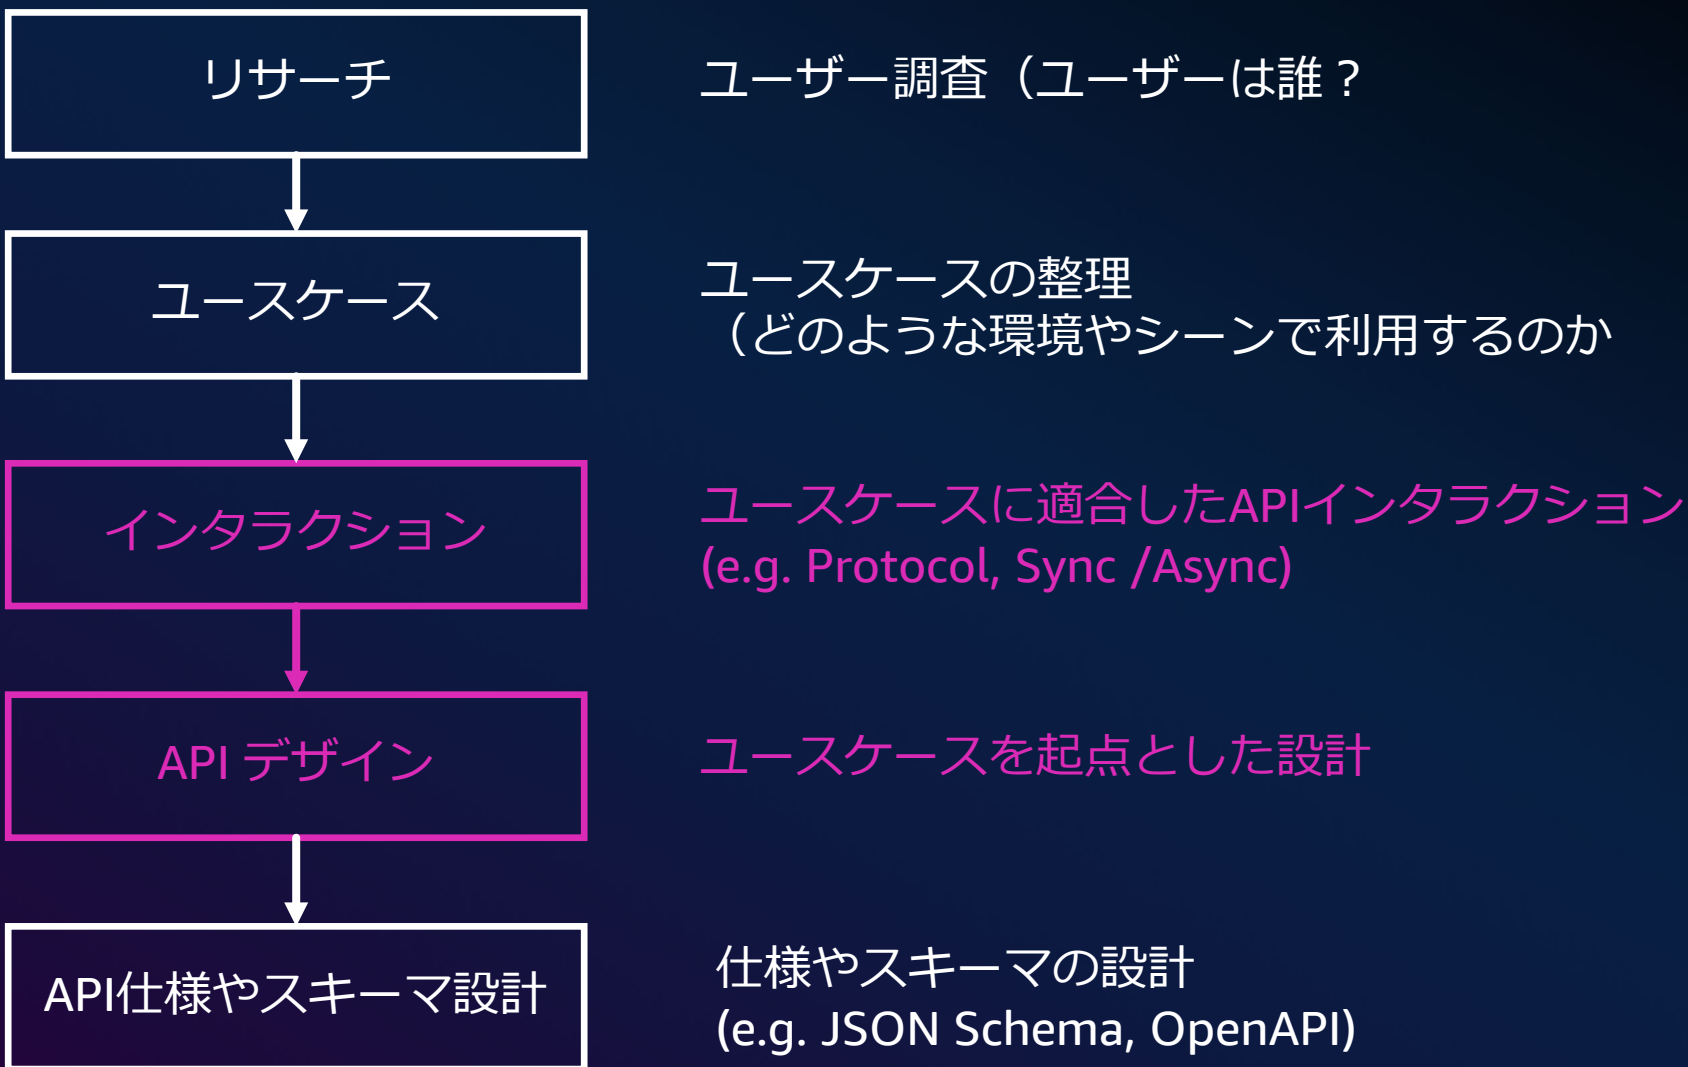 リサーチ
ユーザー調査（ユーザーは誰？
ユースケース
ユースケースの整理
（どのような環境やシーンで利用するのか
インタラクション
ユースケースに適合したAPIインタラクション
(e.g. Protocol, Sync /Async)
API デザイン
ユースケースを起点とした設計
API仕様やスキーマ設計
仕様やスキーマの設計
(e.g. JSON Schema, OpenAPI)